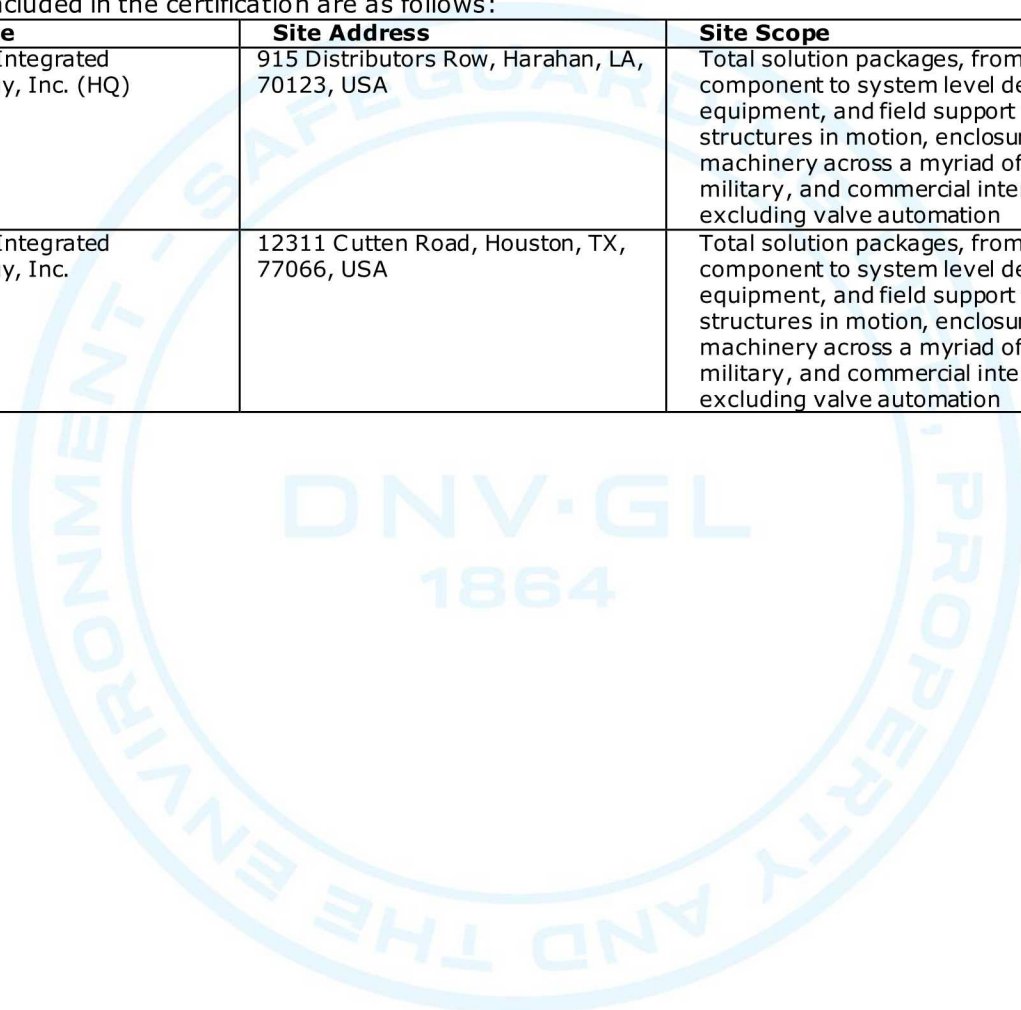 ncluded in the certification are as follows:
e Site Address Site Scope
Integrated 915 Distributors Row, Harahan, LA, Total solution packages, from
y, Inc. (HQ) 70123, USA component to system level de
equipment, and field support
structures in motion, enclosu
machinery across a myriad of
military, and commercial inte
excluding valve automation
Integrated 12311 Cutten Road, Houston, TX, Total solution packages, from
y, Inc. 77066, USA component to system level de
equipment, and field support
structures in motion, enclosu
machinery across a myriad of
military, and commercial inte
excluding valve automation
SAFEGUARDING LIFE, PROPERTY AND THE ENVIRONMENT -
DNV·GL
1864